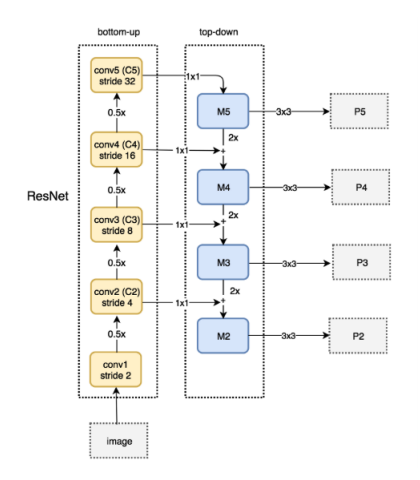 bottom-up
top-down
conv5 (C5)
stride 32
1x1
0.5x
M5
3x3
P5
2x
conv4 (C4)
stride 16
1x1
+
0.5x
M4
3x3
P4
ResNet
2x
conv3 (C3)
stride 8
1x1
+
0.5x
M3
3x3
P3
2x
conv2 (C2)
stride 4
1x1
+
0.5x
M2
3x3
P2
conv1
stride 2
image